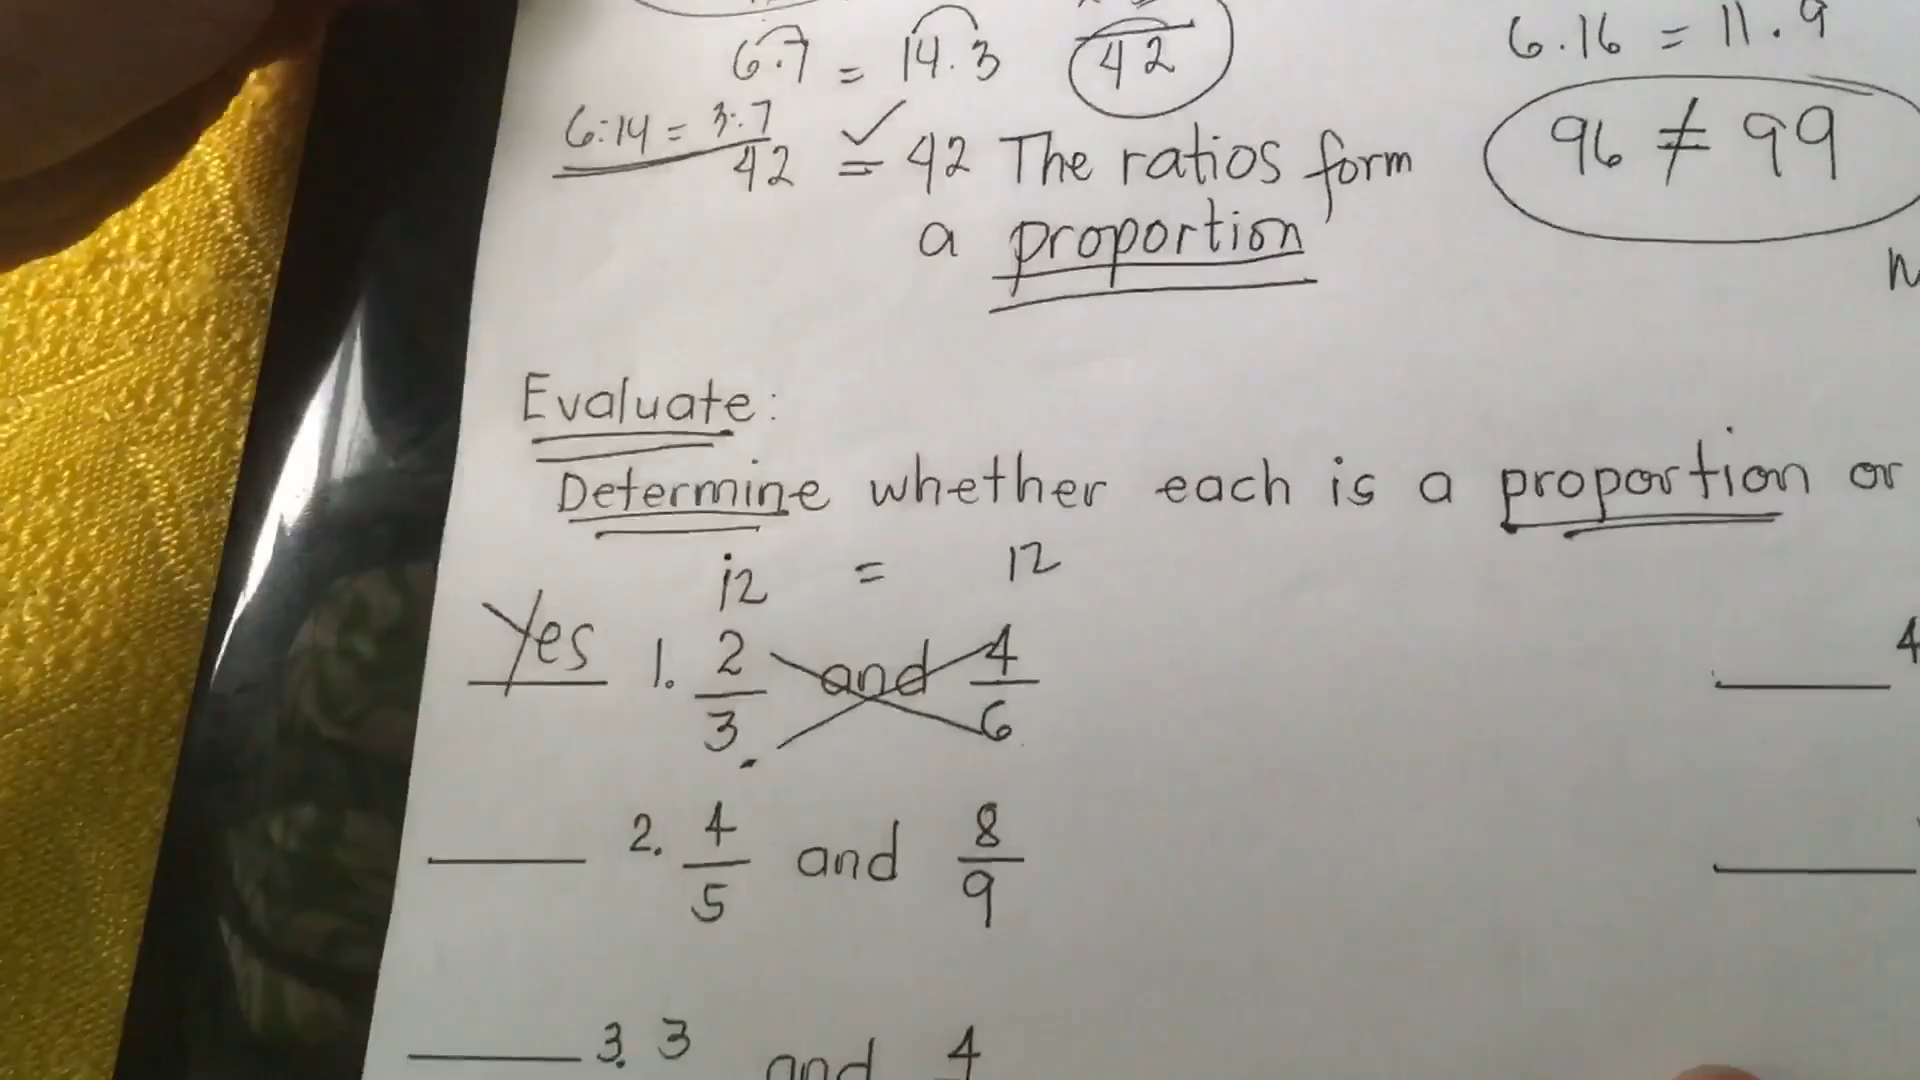 6.7 = 14.3
42
6.16 = 11.9
6:14 = 3:7
42 = 42 The ratios form
a proportion
96 ≠ 99
Evaluate:
Determine whether each is a proportion or
12 = 12
Yes 1. 2/3 and 4/6
4
2. 4/5 and 8/9
3. 3 and 4